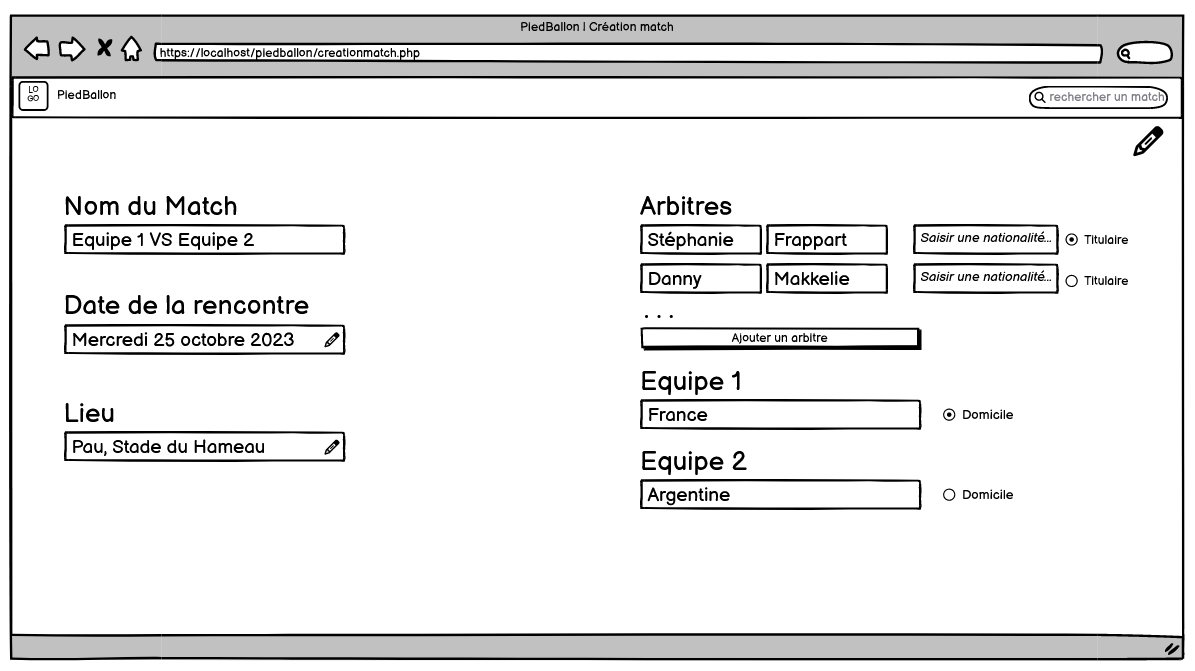 PiedBallon | Création match
https://localhost/piedballon/creationmatch.php
LO
GO
PiedBallon
rechercher un match
Nom du Match
Equipe 1 VS Equipe 2
Date de la rencontre
Mercredi 25 octobre 2023
Lieu
Pau, Stade du Hameau
Arbitres
Stéphanie Frappart Saisir une nationalité... Titulaire
Danny Makkelie Saisir une nationalité... Titulaire
...
Ajouter un arbitre
Equipe 1
France Domicile
Equipe 2
Argentine Domicile